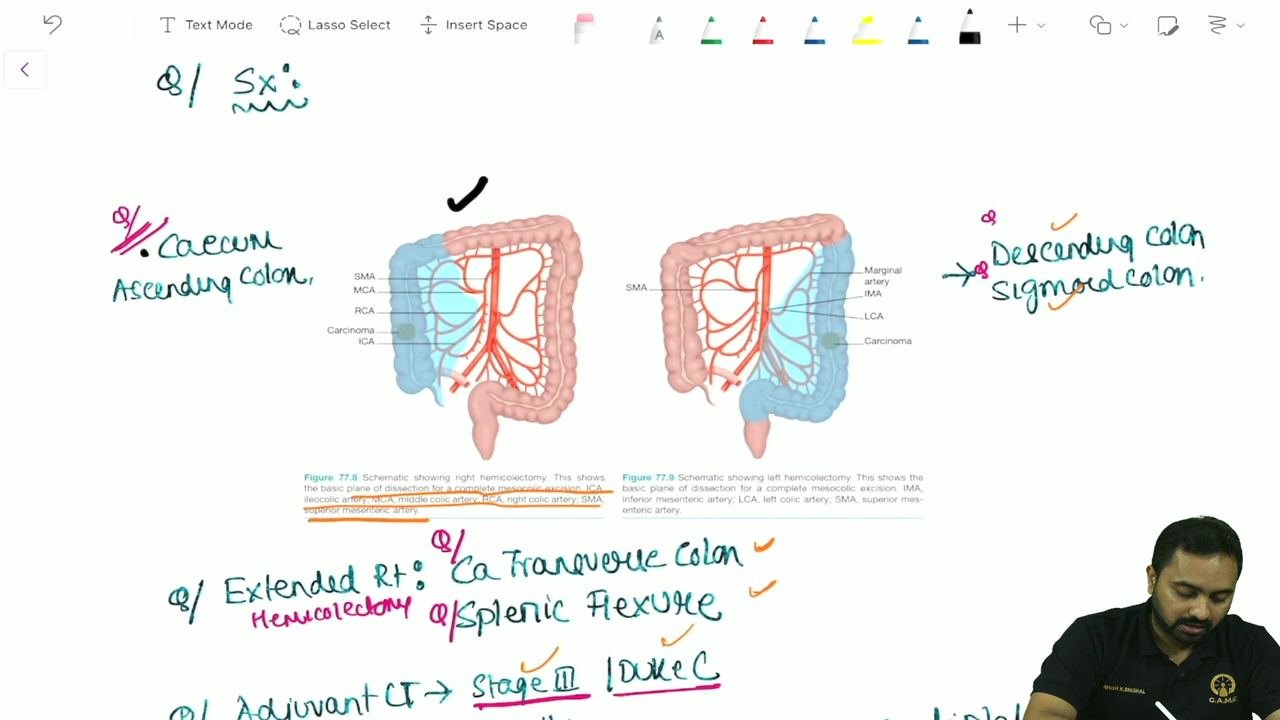 Text Mode
Lasso Select
Insert Space
A
Q/ Sx:
Q/
. Caecum
Ascending Colon.
SMA
MCA
RCA
Carcinoma
ICA
SMA
Marginal
artery
IMA
LCA
Carcinoma
Q
Descending Colon
→ Q
Sigmoid Colon.
Figure 77.8 Schematic showing right hemicolectomy. This shows
the basic plane of dissection for a complete mesocolic excision. ICA,
ileocolic artery; MCA, middle colic artery; RCA, right colic artery; SMA,
superior mesenteric artery.
Figure 77.9 Schematic showing left hemicolectomy. This shows the
basic plane of dissection for a complete mesocolic excision. IMA,
inferior mesenteric artery; LCA, left colic artery; SMA, superior mes-
enteric artery.
Q/ Extended Rt: Q/ Ca Transverse Colon
Hemicolectomy Q/ Splenic Flexure
Q/ Adjuvant CT → Stage III / Duke C
G.A.M.E